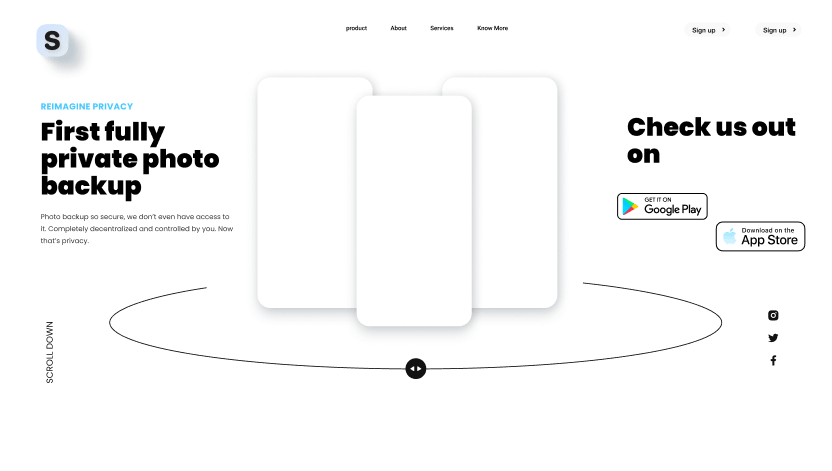 S
product
About
Services
Know More
Sign up
Sign up
REIMAGINE PRIVACY
First fully
private photo
backup
Photo backup so secure, we don't even have access to
it. Completely decentralized and controlled by you. Now
that's privacy.
Check us out
on
GET IT ON
Google Play
Download on the
App Store
SCROLL DOWN